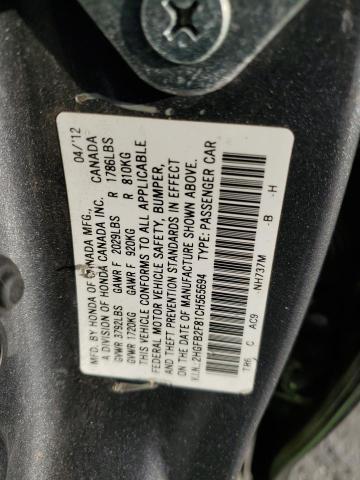 MFD. BY HONDA OF CANADA MFG., 04/12
A DIVISION OF HONDA CANADA INC. CANADA
GVWR 3792LBS GAWR F 2029LBS R 1786LBS
GVWR 1720KG GAWR F 920KG R 810KG
THIS VEHICLE CONFORMS TO ALL APPLICABLE
FEDERAL MOTOR VEHICLE SAFETY, BUMPER,
AND THEFT PREVENTION STANDARDS IN EFFECT
ON THE DATE OF MANUFACTURE SHOWN ABOVE.
V.I.N. 2HGFB2F81CH565694 TYPE: PASSENGER CAR
TR6 C AC9 NH737M -B -H